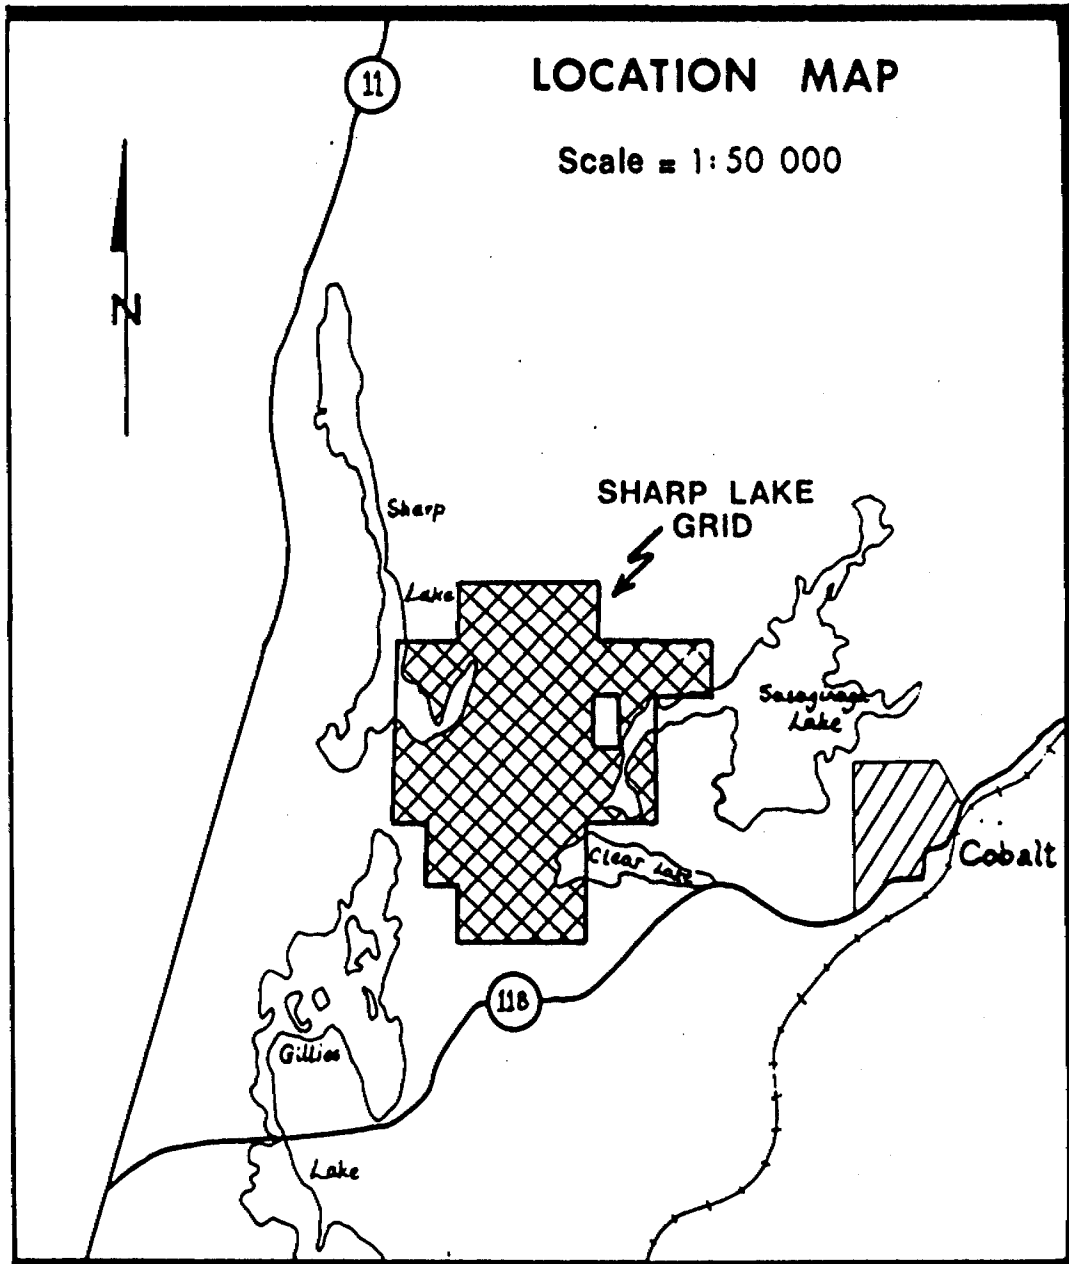 LOCATION MAP
11
Scale = 1:50 000
N
Sharp
Lake
SHARP LAKE
GRID
Lake
Clear Lake
Cobalt
118
Gillies
Lake